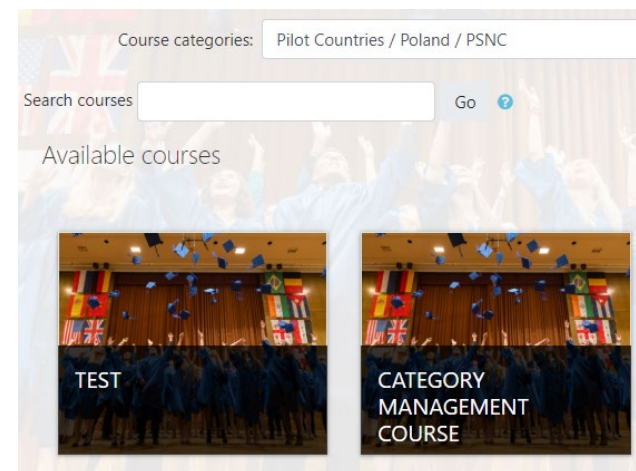 Course categories: Pilot Countries / Poland / PSNC
Search courses Go ?
Available courses
TEST
CATEGORY
MANAGEMENT
COURSE